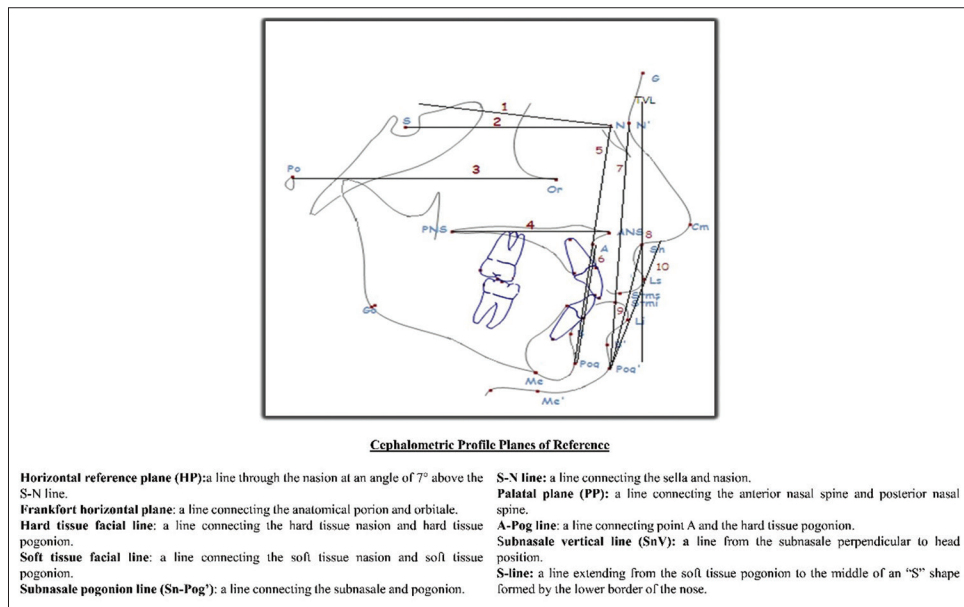 G
TVL
1
S
2
N N'
5
7
Po
3
Or
Cm
PNS
4
ANS
8
Sn
A
6
10
Ls
Stms
Stmi
9
Go
Li
B'
Pog
Pog'
Me
Me'
Cephalometric Profile Planes of Reference
Horizontal reference plane (HP):a line through the nasion at an angle of 7° above the
S-N line.
Frankfort horizontal plane: a line connecting the anatomical porion and orbitale.
Hard tissue facial line: a line connecting the hard tissue nasion and hard tissue
pogonion.
Soft tissue facial line: a line connecting the soft tissue nasion and soft tissue
pogonion.
Subnasale pogonion line (Sn-Pog'): a line connecting the subnasale and pogonion.
S-N line: a line connecting the sella and nasion.
Palatal plane (PP): a line connecting the anterior nasal spine and posterior nasal
spine.
A-Pog line: a line connecting point A and the hard tissue pogonion.
Subnasale vertical line (SnV): a line from the subnasale perpendicular to head
position.
S-line: a line extending from the soft tissue pogonion to the middle of an “S” shape
formed by the lower border of the nose.